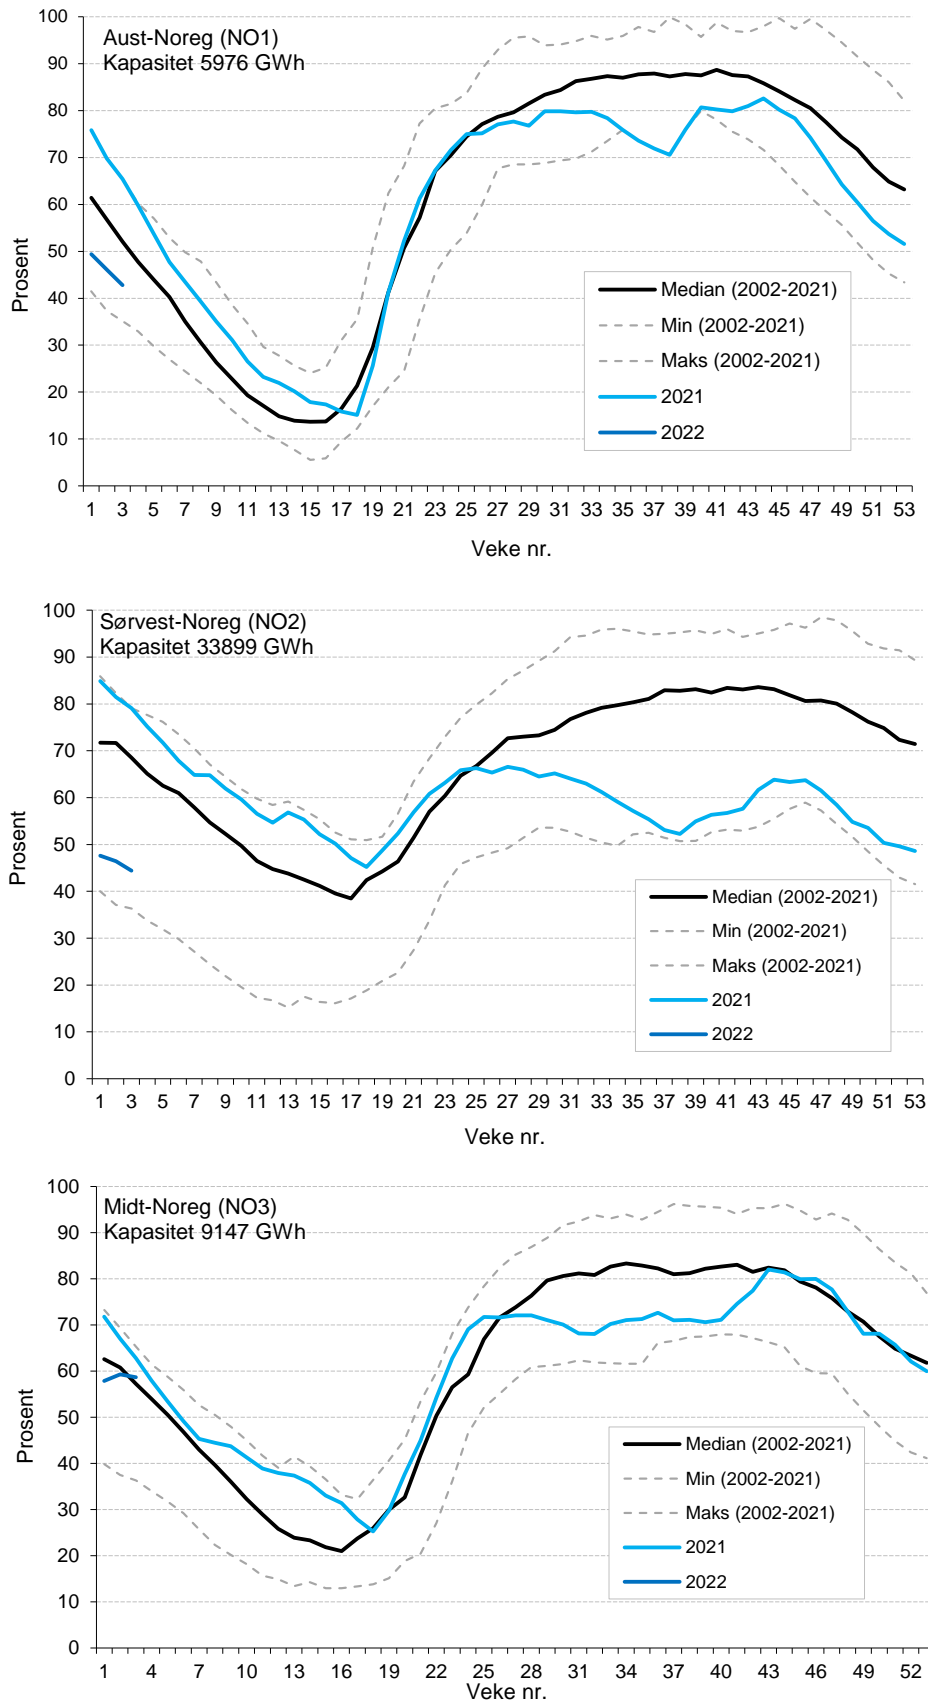 Aust-Noreg (NO1)
Kapasitet 5976 GWh
Prosent
100
90
80
70
60
50
40
30
20
10
0
Median (2002-2021)
Min (2002-2021)
Maks (2002-2021)
2021
2022
1 3 5 7 9 11 13 15 17 19 21 23 25 27 29 31 33 35 37 39 41 43 45 47 49 51 53
Veke nr.
Sørvest-Noreg (NO2)
Kapasitet 33899 GWh
Prosent
100
90
80
70
60
50
40
30
20
10
0
Median (2002-2021)
Min (2002-2021)
Maks (2002-2021)
2021
2022
1 3 5 7 9 11 13 15 17 19 21 23 25 27 29 31 33 35 37 39 41 43 45 47 49 51 53
Veke nr.
Midt-Noreg (NO3)
Kapasitet 9147 GWh
Prosent
100
90
80
70
60
50
40
30
20
10
0
Median (2002-2021)
Min (2002-2021)
Maks (2002-2021)
2021
2022
1 4 7 10 13 16 19 22 25 28 31 34 37 40 43 46 49 52
Veke nr.